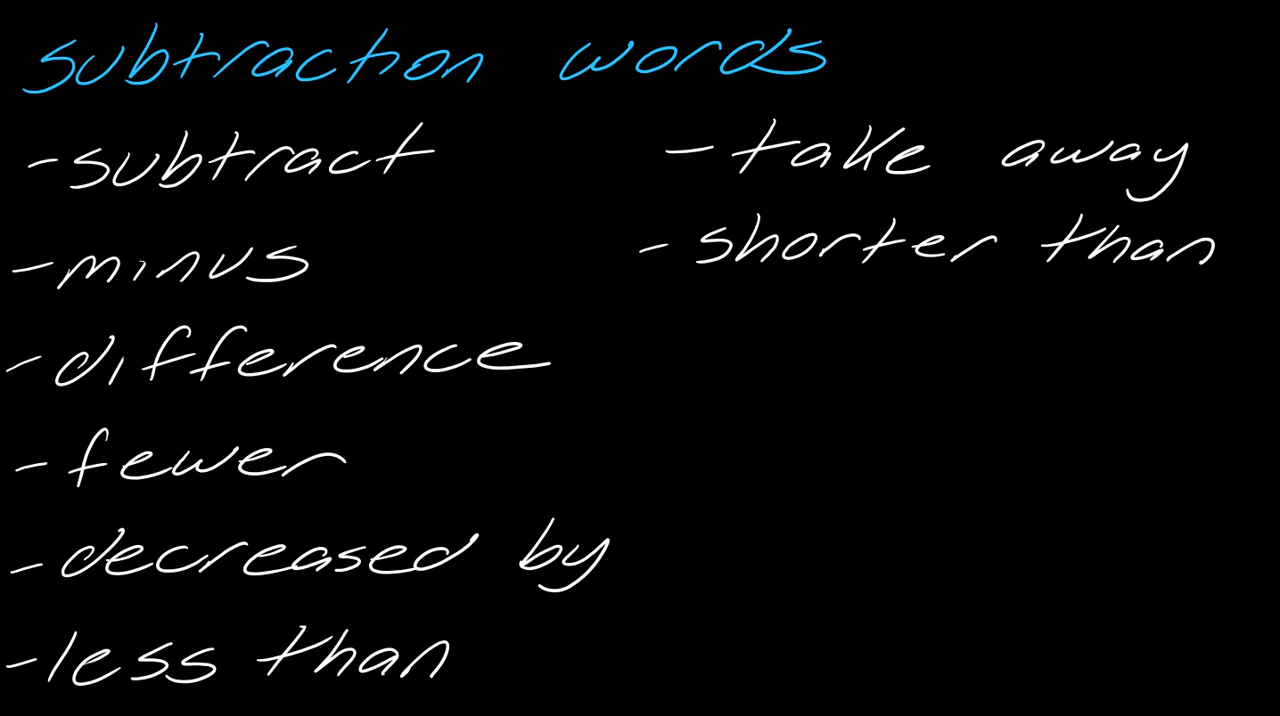 subtraction words
-subtract
-minus
-difference
-fewer
-decreased by
-less than
-take away
-shorter than